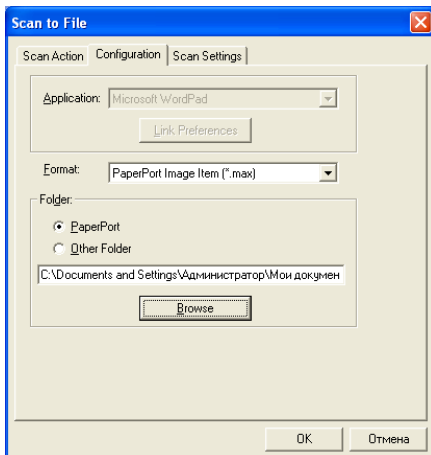 Scan to File
Scan Action Configuration Scan Settings
Application: Microsoft WordPad
Link Preferences
Format: PaperPort Image Item (*.max)
Folder:
PaperPort
Other Folder
C:\Documents and Settings\Администратор\Мои докумен
Browse
OK Отмена